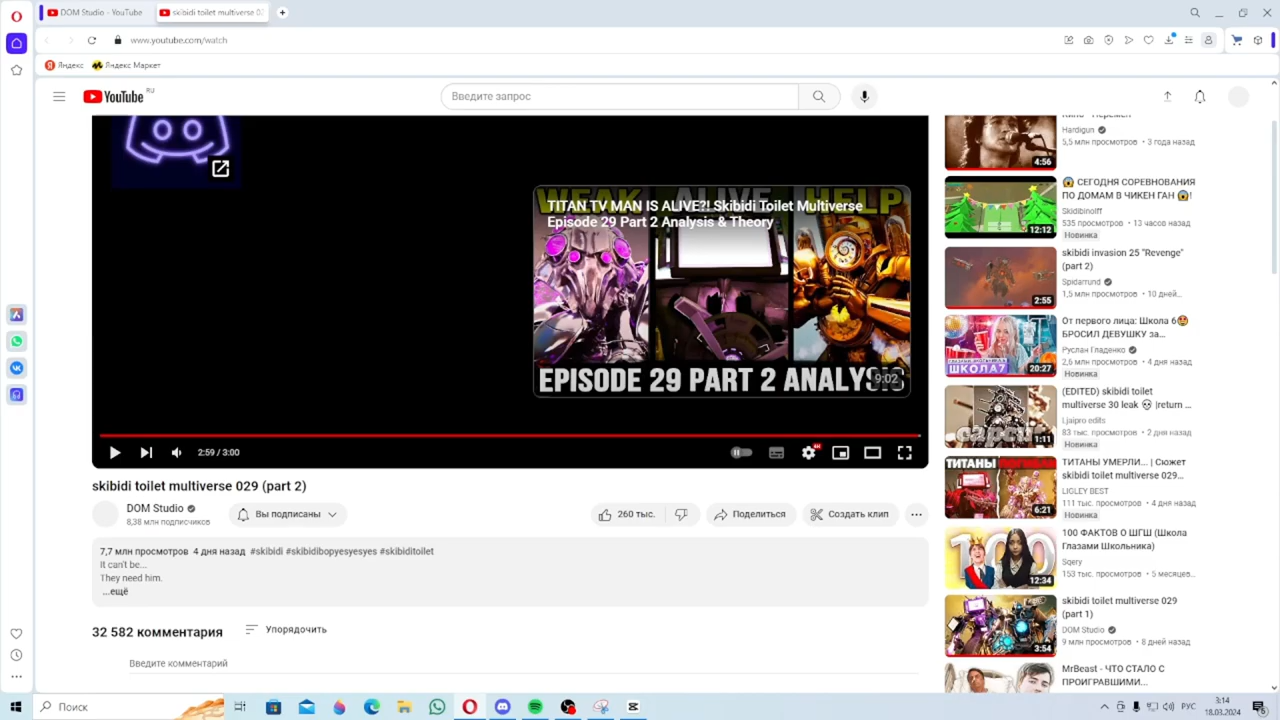 DOM Studio - YouTube
skibidi toilet multiverse 02
www.youtube.com/watch
Яндекс
Яндекс Маркет
YouTube
RU
Введите запрос
WEAK ALIVE HELP
TITAN TV MAN IS ALIVE?! Skibidi Toilet Multiverse
Episode 29 Part 2 Analysis & Theory
EPISODE 29 PART 2 ANALYSIS
9:02
2:59 / 3:00
skibidi toilet multiverse 029 (part 2)
DOM Studio
8,38 млн подписчиков
Вы подписаны
260 тыс.
Поделиться
Создать клип
7,7 млн просмотров 4 дня назад #skibidi #skibidibopyesyesyes #skibiditoilet
It can't be...
They need him.
...ещё
32 582 комментария
Упорядочить
Введите комментарий
Hardigun
5,5 млн просмотров • 3 года назад
4:56
😱 СЕГОДНЯ СОРЕВНОВАНИЯ
ПО ДОМАМ В ЧИКЕН ГАН 😱!
Skidibinolff
535 просмотров • 13 часов назад
Новинка
12:12
skibidi invasion 25 "Revenge"
(part 2)
Spidarrund
1,5 млн просмотров • 10 дней...
2:55
От первого лица: Школа 6
БРОСИЛ ДЕВУШКУ за...
Руслан Гладенко
2,6 млн просмотров • 4 дня назад
Новинка
ШКОЛА7
20:27
(EDITED) skibidi toilet
multiverse 30 leak 💀 |return ...
Ljaipro edits
83 тыс. просмотров • 2 дня назад
Новинка
1:11
ТИТАНЫ
ТИТАНЫ УМЕРЛИ... | Сюжет
skibidi toilet multiverse 029...
LIGLEY BEST
111 тыс. просмотров • 4 дня назад
Новинка
6:21
100 ФАКТОВ О ШГШ (Школа
Глазами Школьника)
Sqery
153 тыс. просмотров • 5 месяцев...
100
12:34
skibidi toilet multiverse 029
(part 1)
DOM Studio
9 млн просмотров • 8 дней назад
3:54
MrBeast - ЧТО СТАЛО С
ПРОИГРАВШИМИ...
Поиск
РУС
3:14
18.03.2024
5